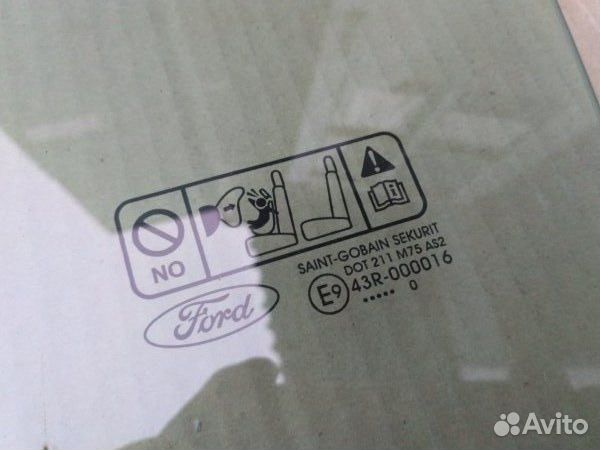 NO
Ford
SAINT-GOBAIN SEKURIT
DOT 211 M75 AS2
E9 43R-000016
..... 0
Avito